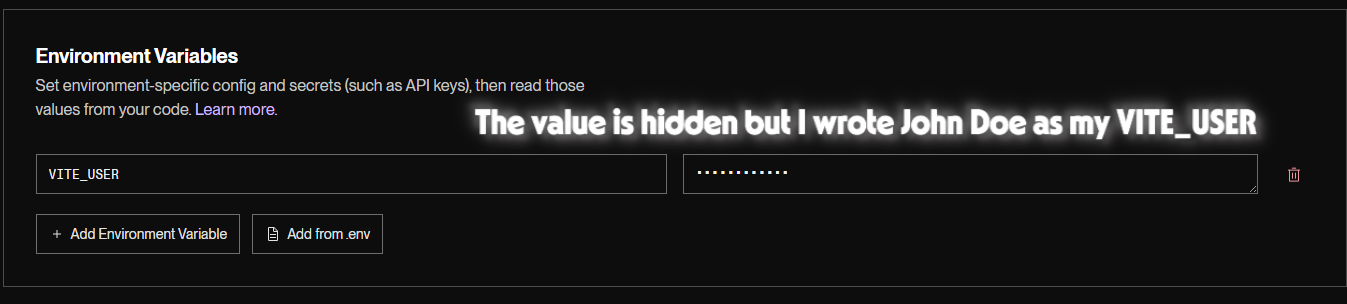 Environment Variables
Set environment-specific config and secrets (such as API keys), then read those
values from your code. Learn more.
The value is hidden but I wrote John Doe as my VITE_USER
VITE_USER
••••••••••••
+ Add Environment Variable
Add from .env